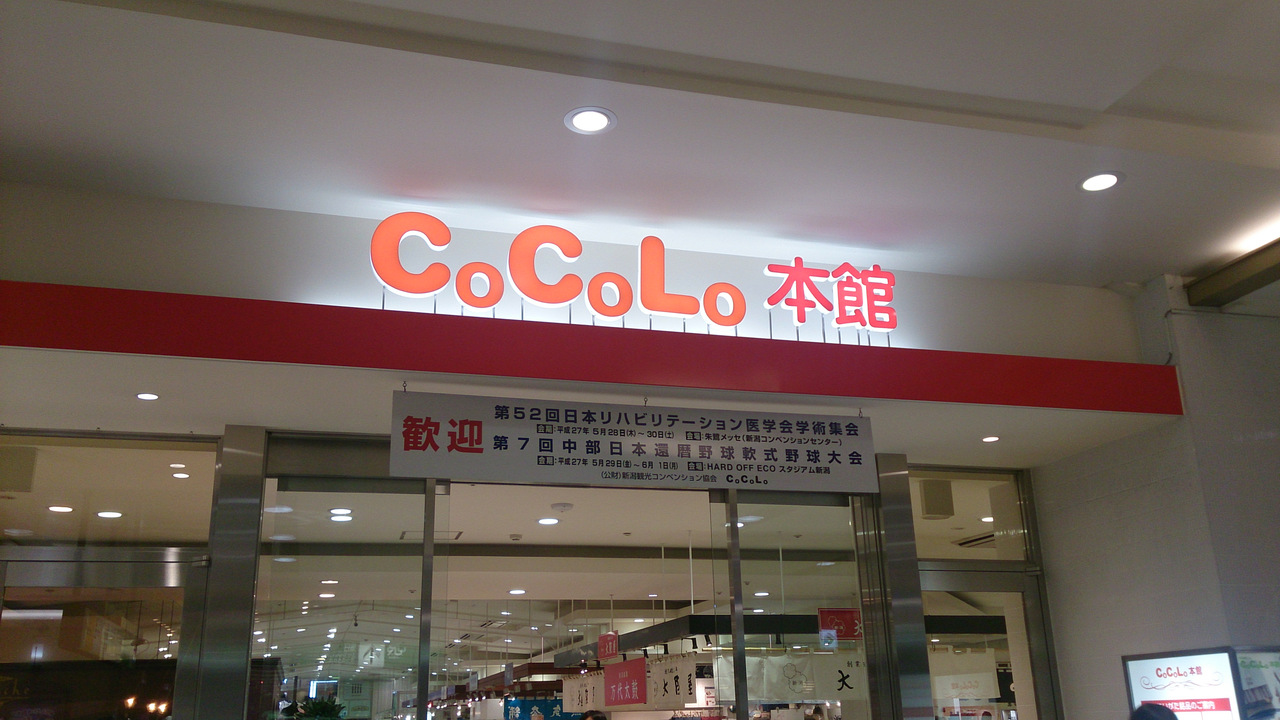 CoCoLo 本館
歓迎
第52回日本リハビリテーション医学会学術集会
会期:平成27年 5月28日(木)～30日(土) 会場:朱鷺メッセ(新潟コンベンションセンター)
第7回中部日本還暦野球軟式野球大会
会期:平成27年 5月29日(金)～6月 1日(月) 会場:HARD OFF ECO スタジアム新潟
(公財)新潟観光コンベンション協会 CoCoLo
万代太鼓
大阪屋
大
CoCoLo 本館